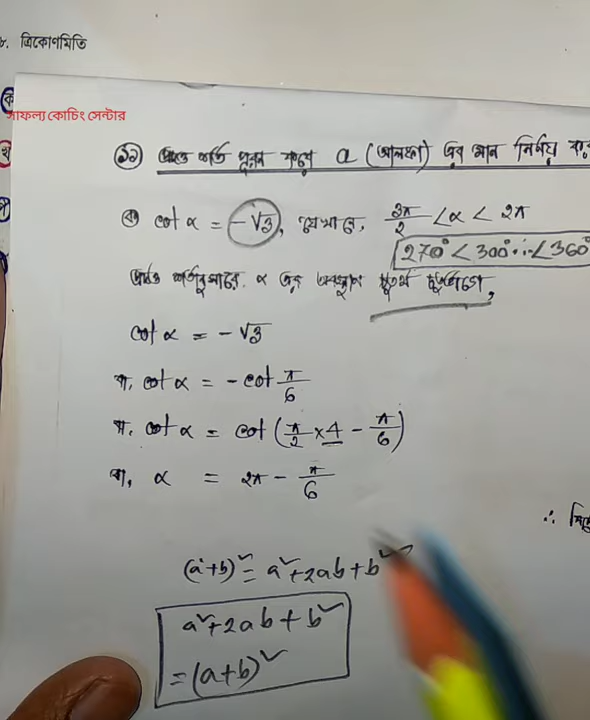 ৮. ত্রিকোণমিতি
সাফল্য কোচিং সেন্টার
২১) প্রদত্ত শর্ত পূরণ করে a (আলফা) এর মান নির্ণয়
ক) cot α = -√3, যেখানে, 3π/2 < α < 2π
270° < 300°... < 360°
প্রদত্ত শর্তানুসারে α এর অবস্থান চতুর্থ চতুর্ভাগে,
cot α = -√3
বা, cot α = -cot π/6
বা, cot α = cot (π/2 × 4 - π/6)
বা, α = 2π - π/6
(a+b)² = a²+2ab+b²
a²+2ab+b²
= (a+b)²